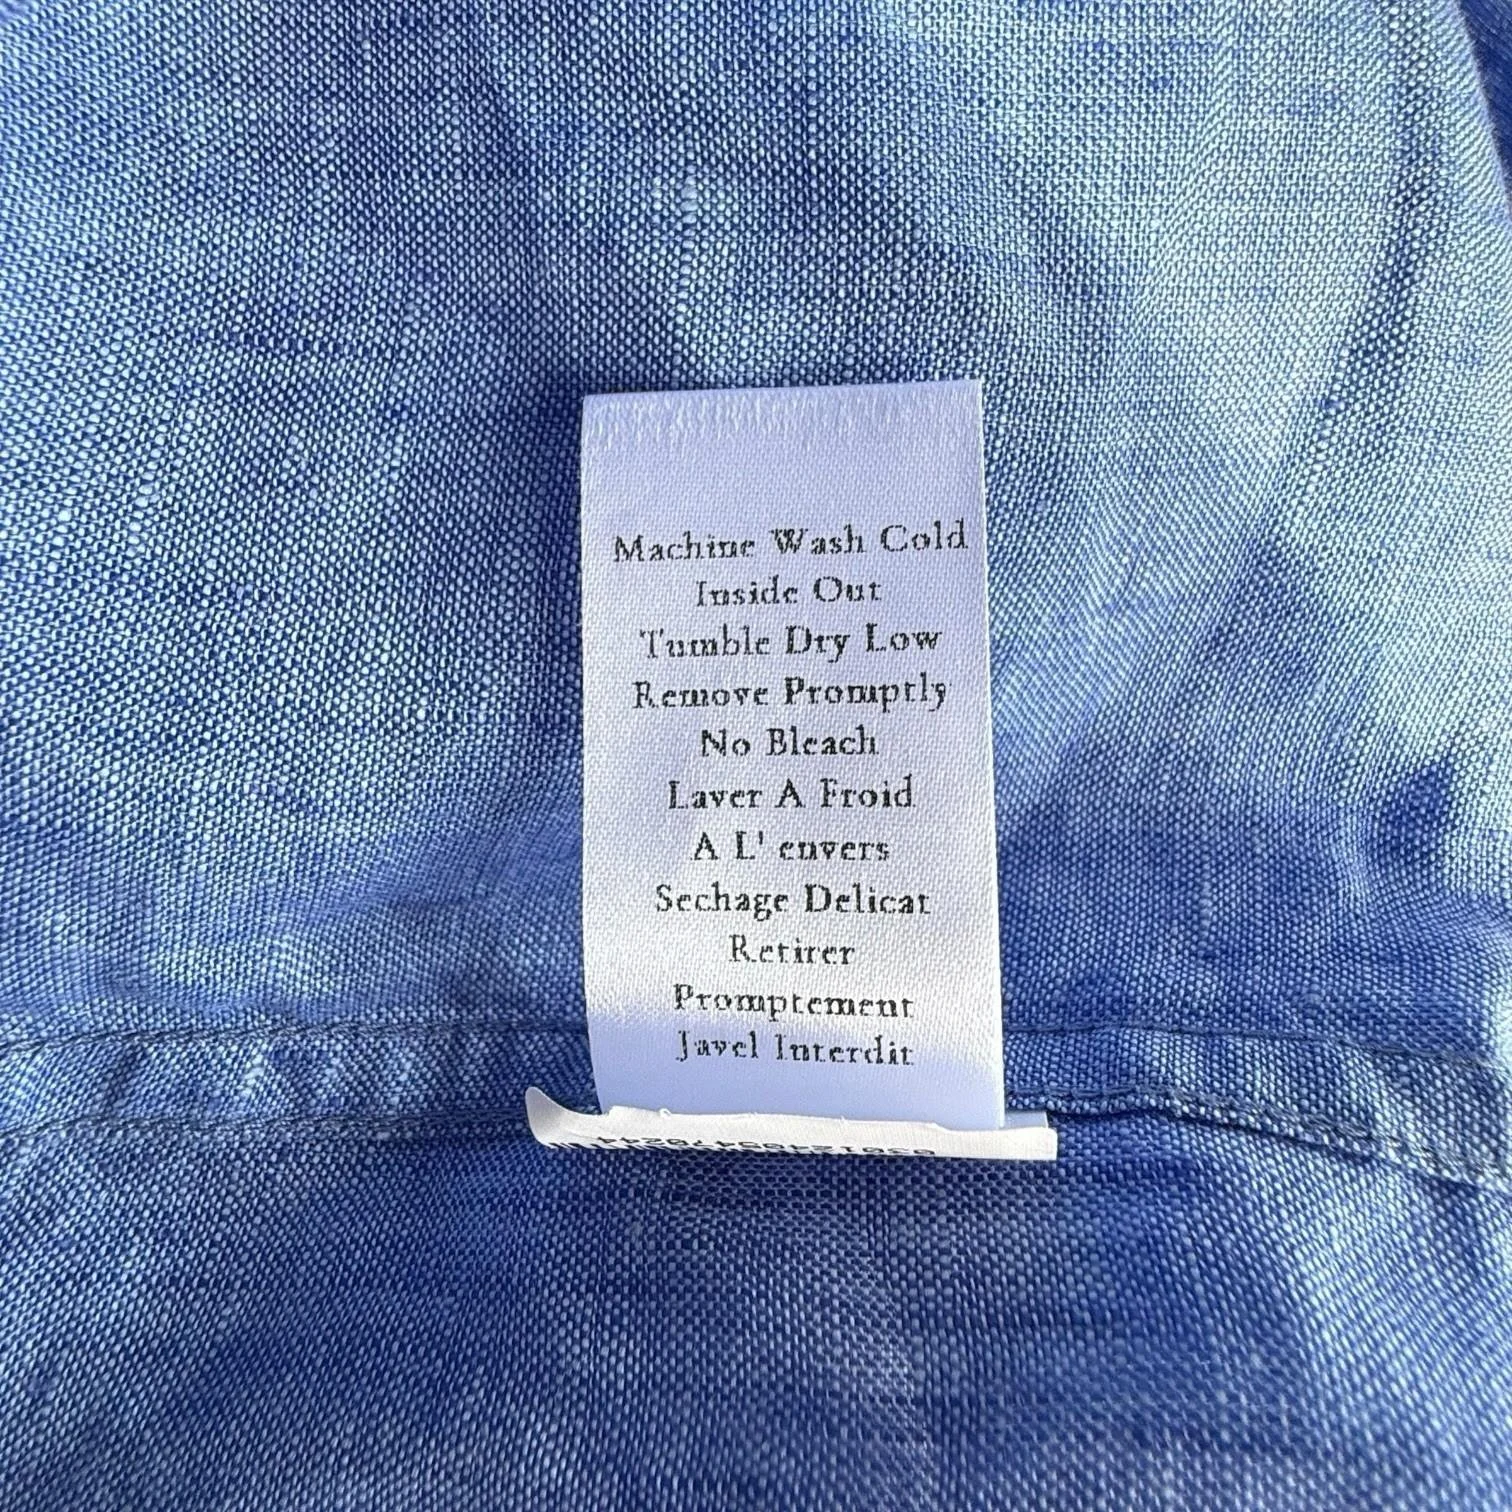 Machine Wash Cold
Inside Out
Tumble Dry Low
Remove Promptly
No Bleach
Laver A Froid
A L' envers
Sechage Delicat
Retirer
Promptement
Javel Interdit